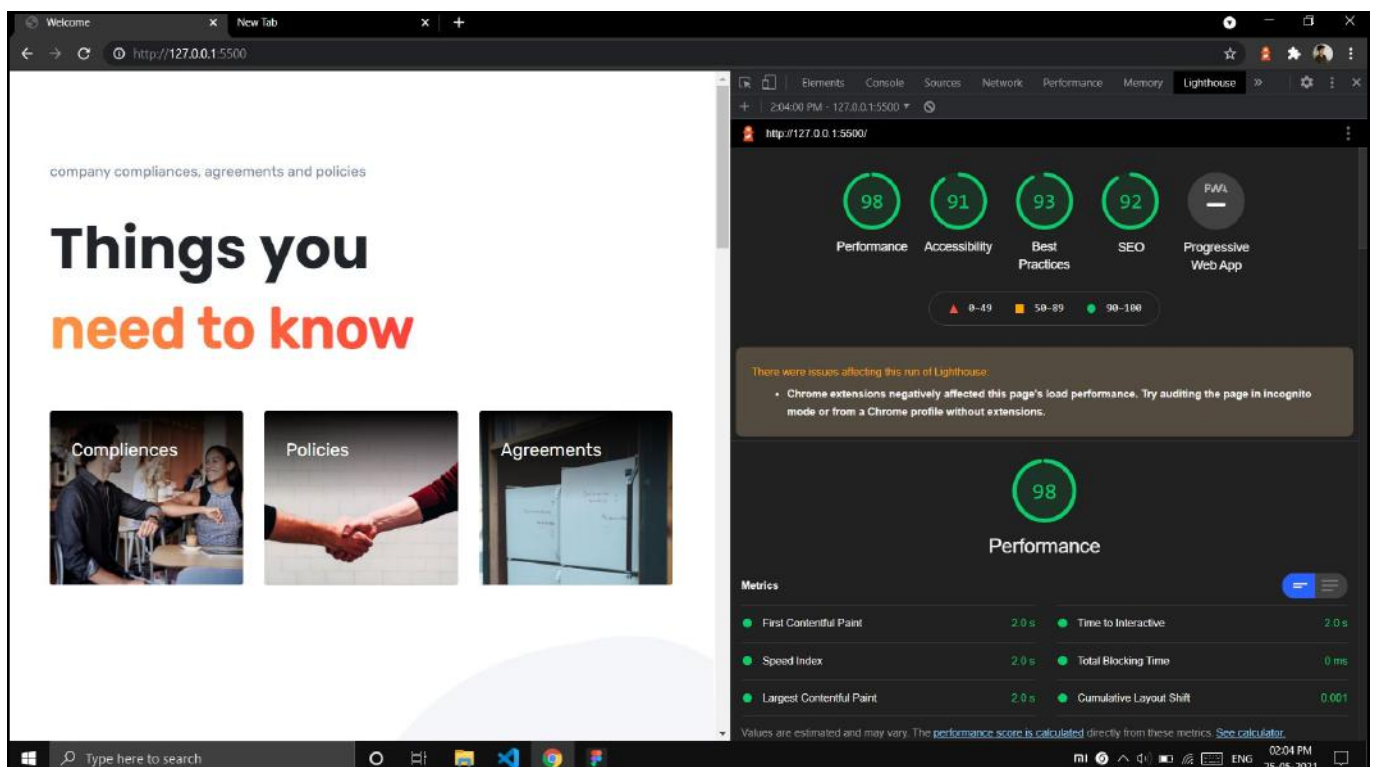 Welcome
New Tab
http://127.0.0.1:5500
Elements Console Sources Network Performance Memory Lighthouse
2:04:00 PM - 127.0.0.1:5500
http://127.0.0.1:5500/
company compliances, agreements and policies
Things you
need to know
Compliences
Policies
Agreements
98 91 93 92 PWA
Performance Accessibility Best Practices SEO Progressive Web App
0–49 50–89 90–100
There were issues affecting this run of Lighthouse:
• Chrome extensions negatively affected this page's load performance. Try auditing the page in incognito
mode or from a Chrome profile without extensions.
98
Performance
Metrics
First Contentful Paint 2.0 s Time to Interactive 2.0 s
Speed Index 2.0 s Total Blocking Time 0 ms
Largest Contentful Paint 2.0 s Cumulative Layout Shift 0.001
Values are estimated and may vary. The performance score is calculated directly from these metrics. See calculator.
Type here to search
ENG
02:04 PM
25-05-2021